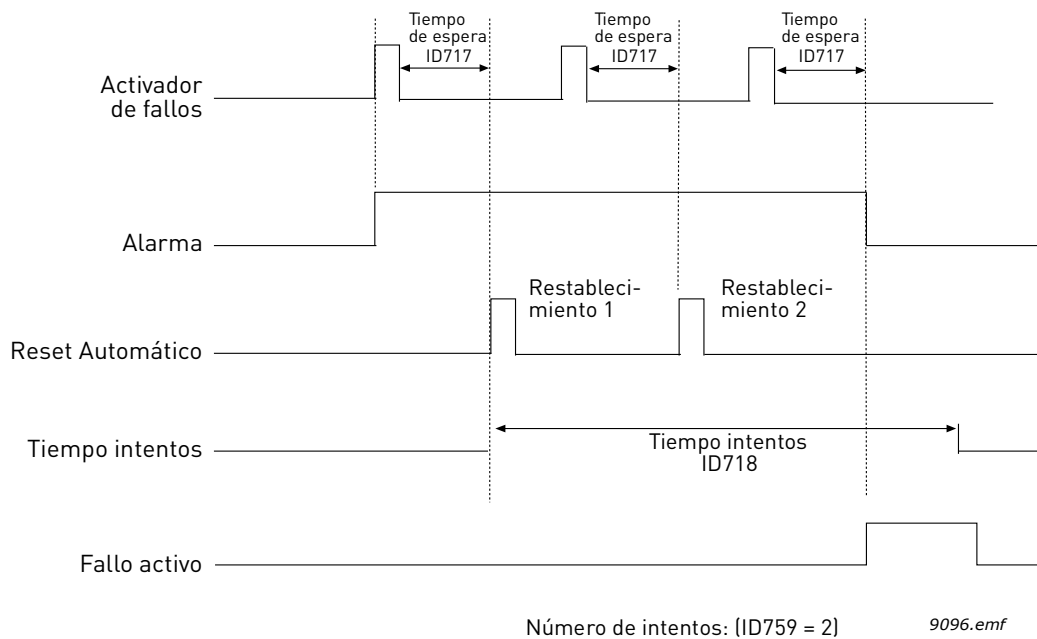 Tiempo
de espera
ID717
Tiempo
de espera
ID717
Tiempo
de espera
ID717
Activador
de fallos
Alarma
Restableci-
miento 1
Restableci-
miento 2
Reset Automático
Tiempo intentos
Tiempo intentos
ID718
Fallo activo
Número de intentos: (ID759 = 2)
9096.emf